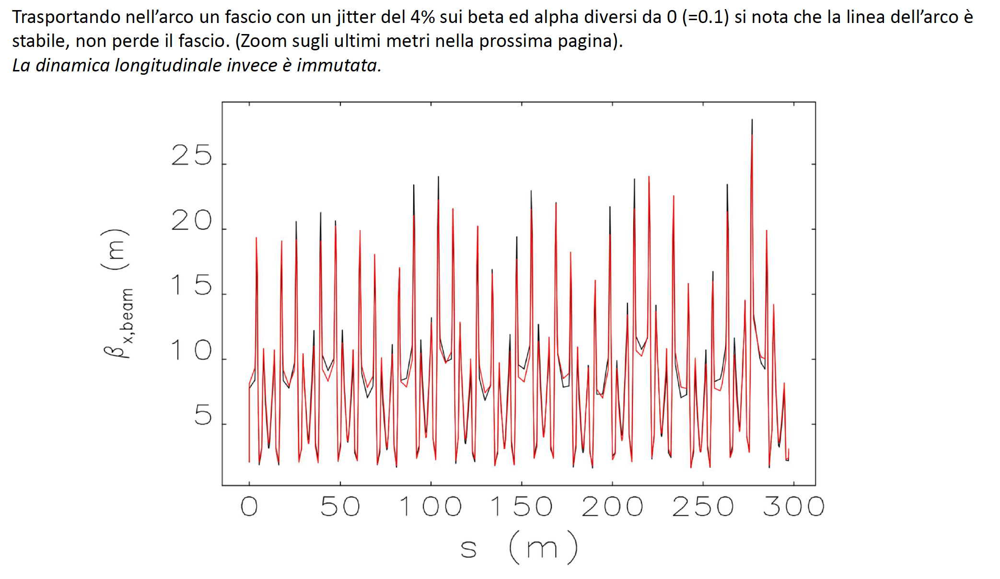 Trasportando nell’arco un fascio con un jitter del 4% sui beta ed alpha diversi da 0 (=0.1) si nota che la linea dell’arco è
stabile, non perde il fascio. (Zoom sugli ultimi metri nella prossima pagina).
La dinamica longitudinale invece è immutata.
25
20
15
10
5
βx,beam (m)
0 50 100 150 200 250 300
s (m)